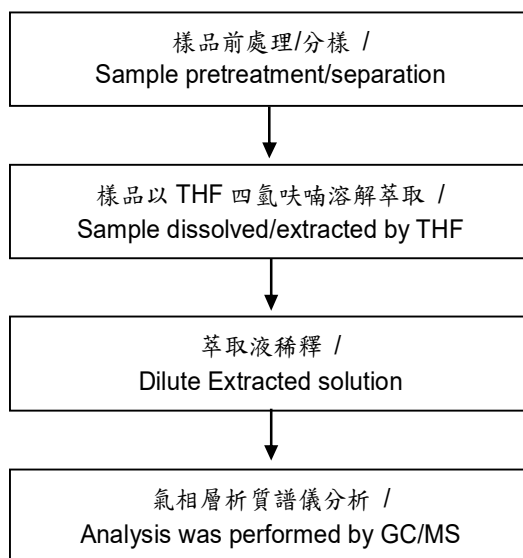 樣品前處理/分樣 /
Sample pretreatment/separation
樣品以 THF 四氫呋喃溶解萃取 /
Sample dissolved/extracted by THF
萃取液稀釋 /
Dilute Extracted solution
氣相層析質譜儀分析 /
Analysis was performed by GC/MS